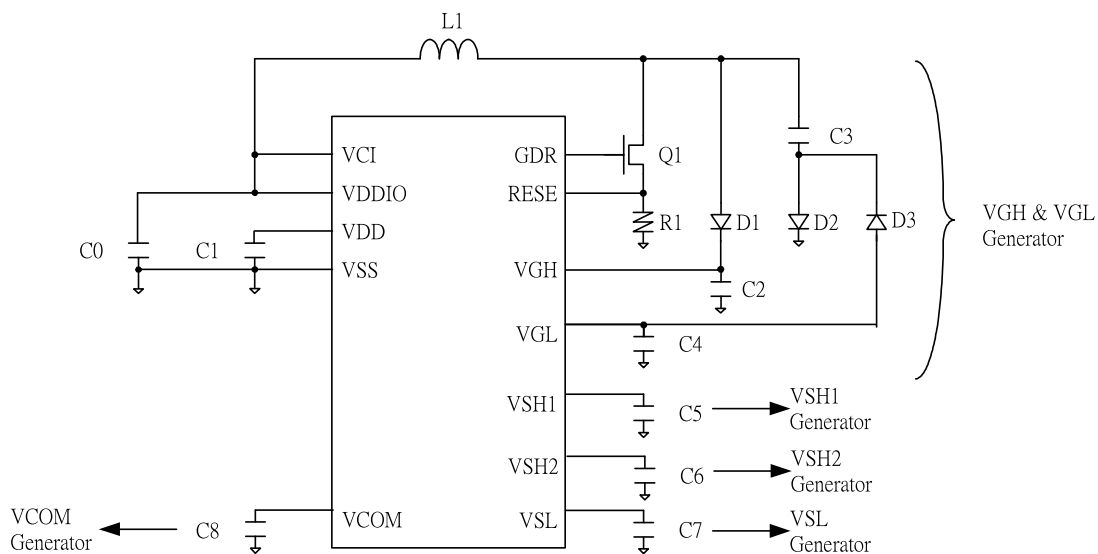 L1
VCI
VDDIO
VDD
VSS
C0
C1
GDR
RESE
VGH
VGL
VSH1
VSH2
VSL
VCOM
Q1
R1
D1
D2
D3
C3
C2
C4
VGH & VGL
Generator
C5
VSH1
Generator
C6
VSH2
Generator
C7
VSL
Generator
VCOM
Generator
C8